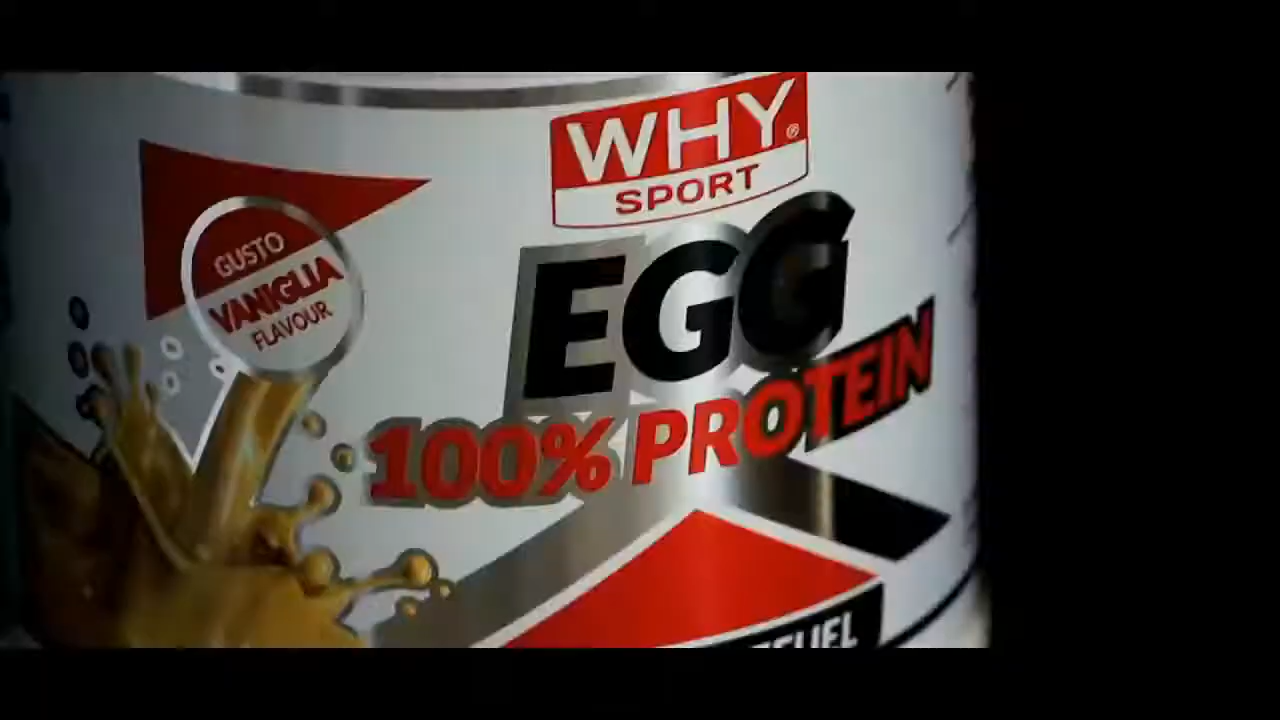 WHY®
SPORT
GUSTO
VANIGLIA
FLAVOUR
EGG
100% PROTEIN